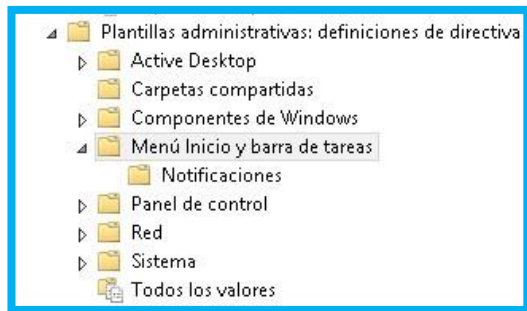 Plantillas administrativas: definiciones de directiva
Active Desktop
Carpetas compartidas
Componentes de Windows
Menú Inicio y barra de tareas
Notificaciones
Panel de control
Red
Sistema
Todos los valores